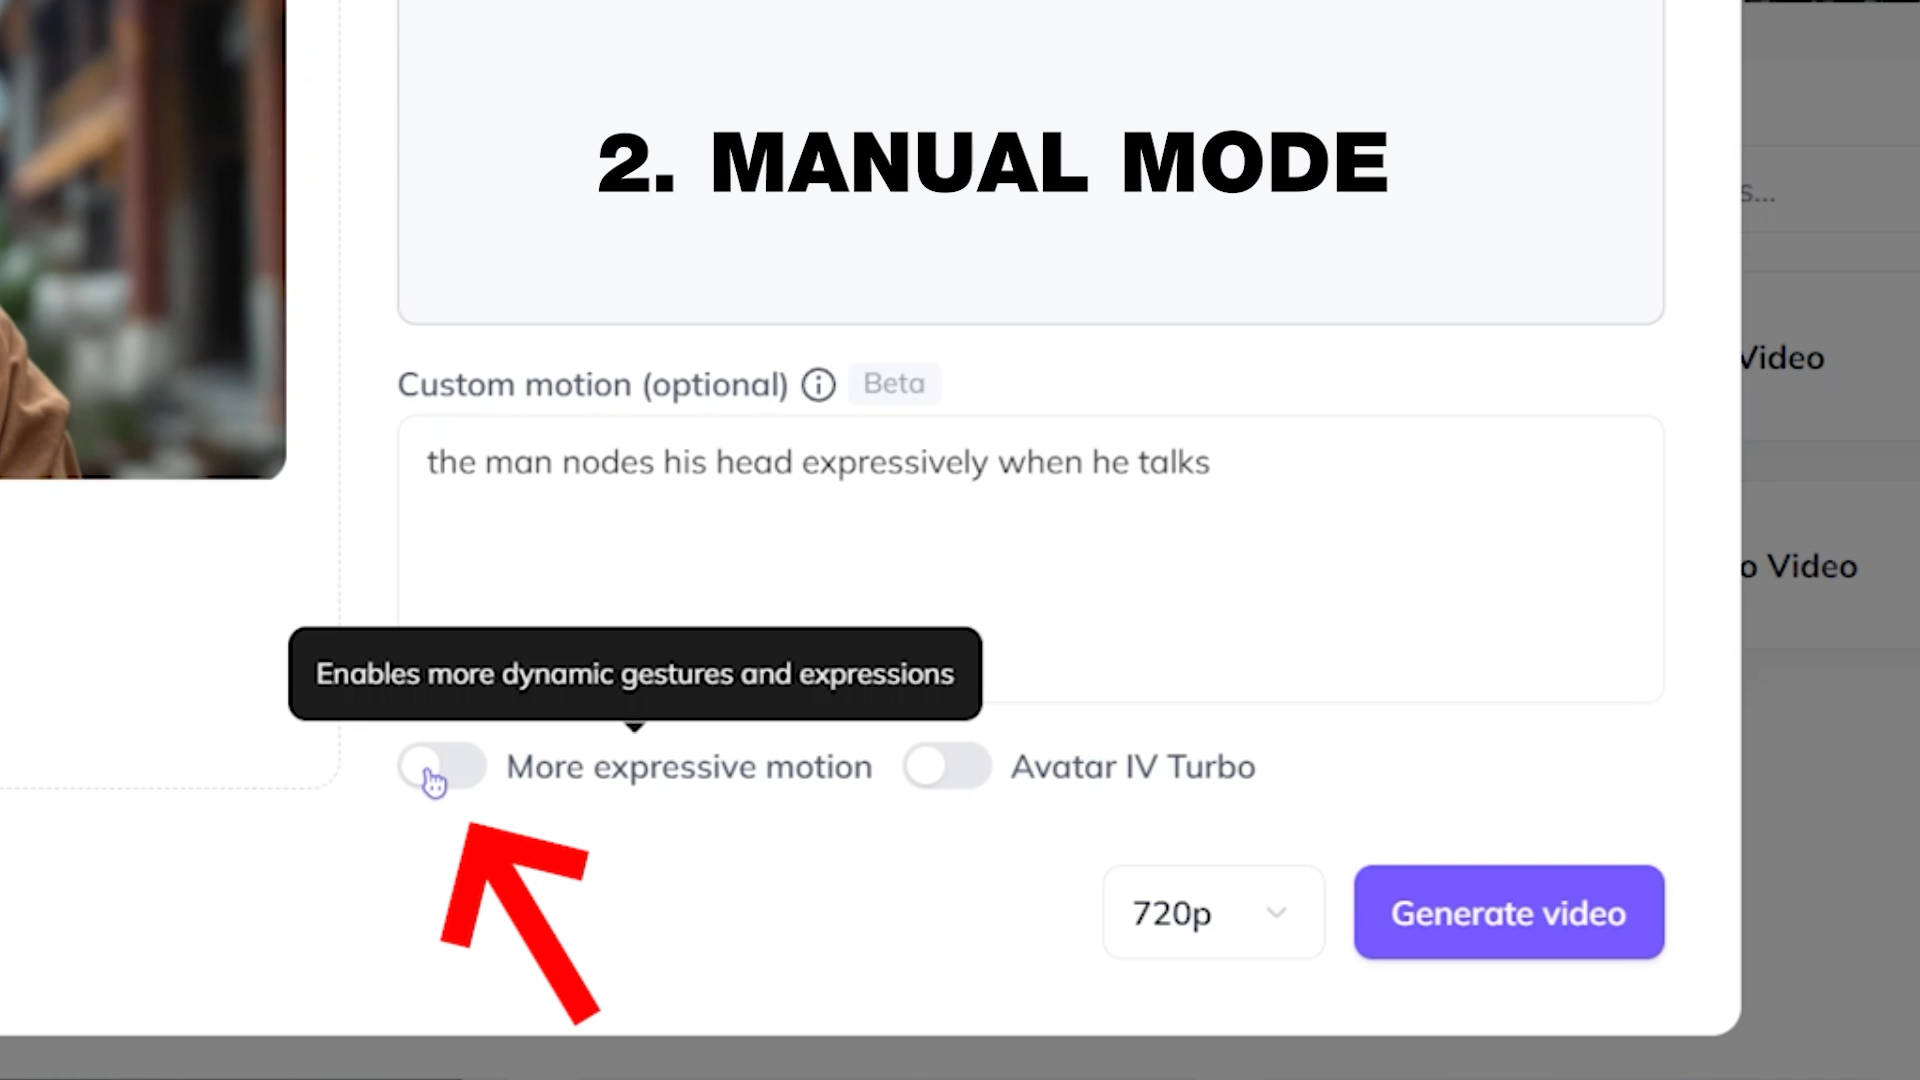 2. MANUAL MODE
s...
Video
Custom motion (optional) Beta
the man nodes his head expressively when he talks
o Video
Enables more dynamic gestures and expressions
More expressive motion
Avatar IV Turbo
720p
Generate video